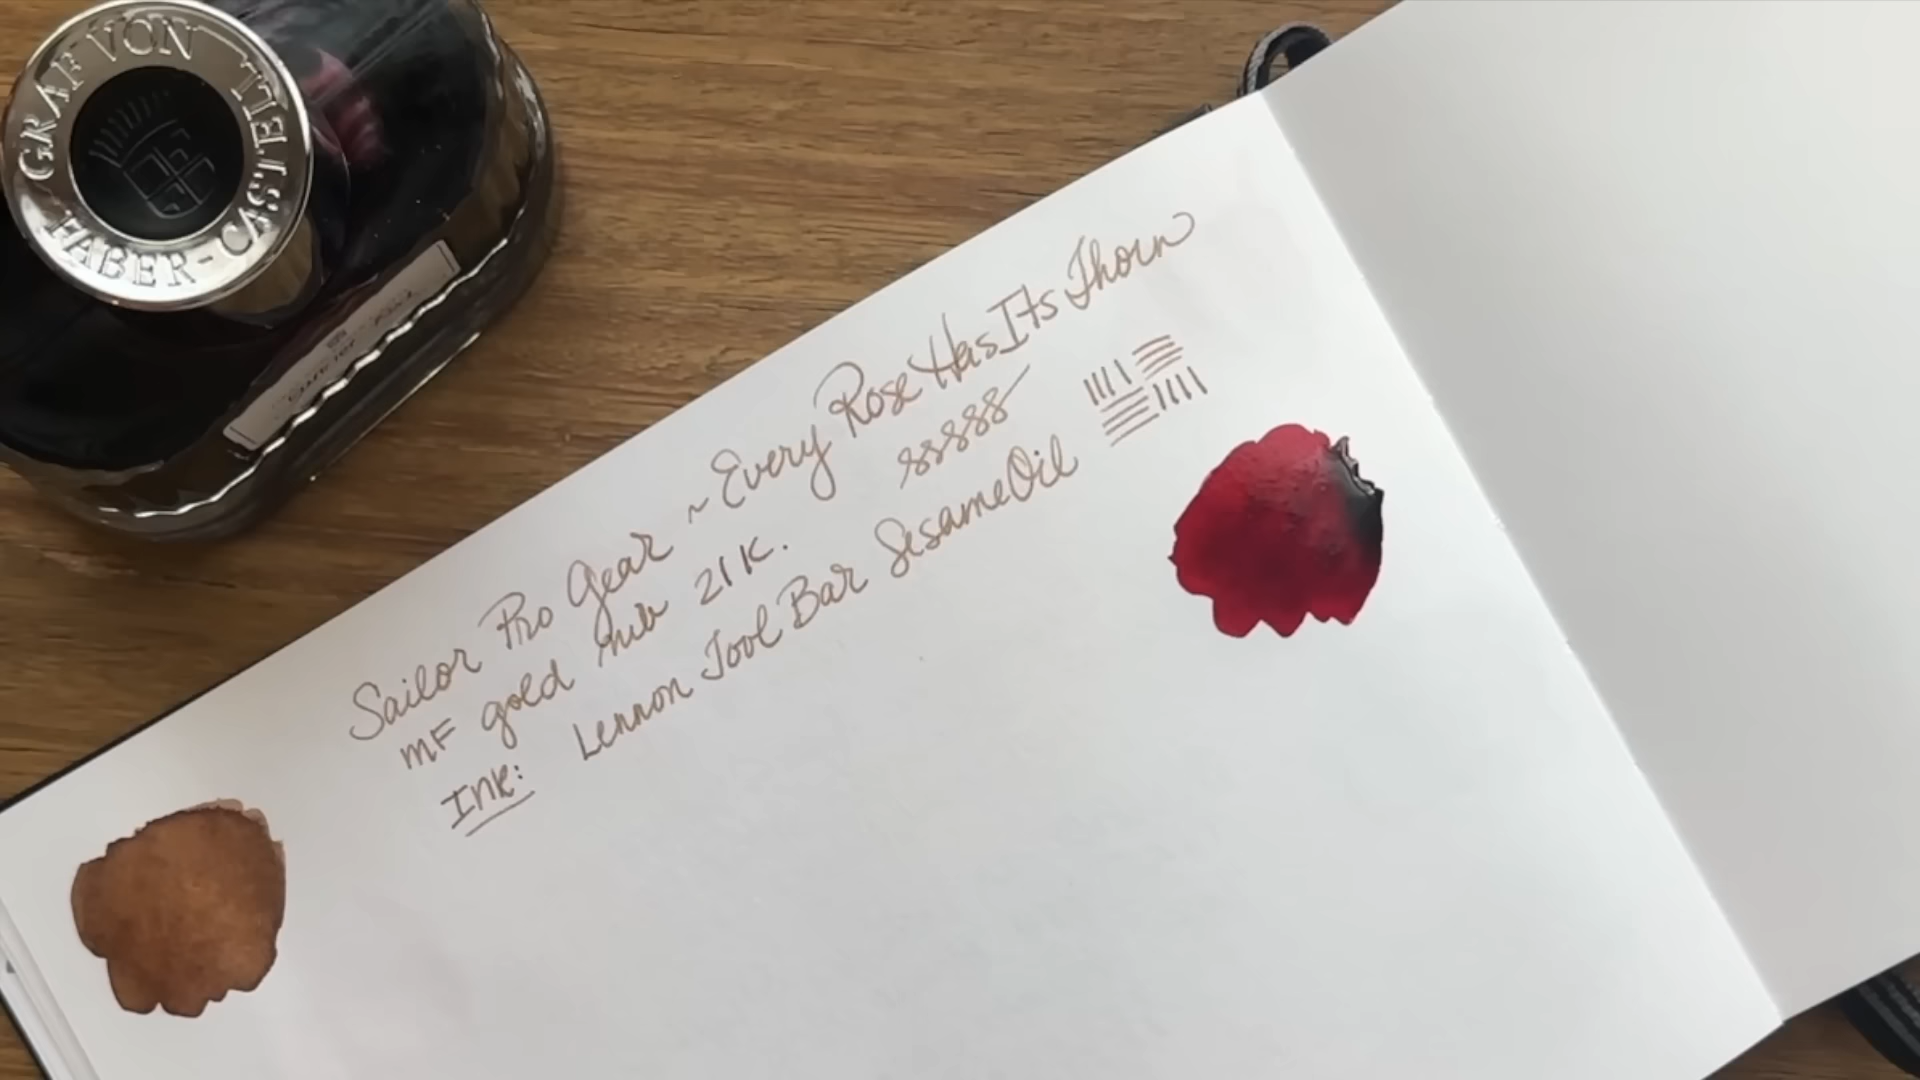 GRAF VON FABER-CASTELL
Sailor Pro Gear ~ Every Rose Has Its Thorn
MF gold nib 21K.
Ink: Lennon Tool Bar Sesame Oil